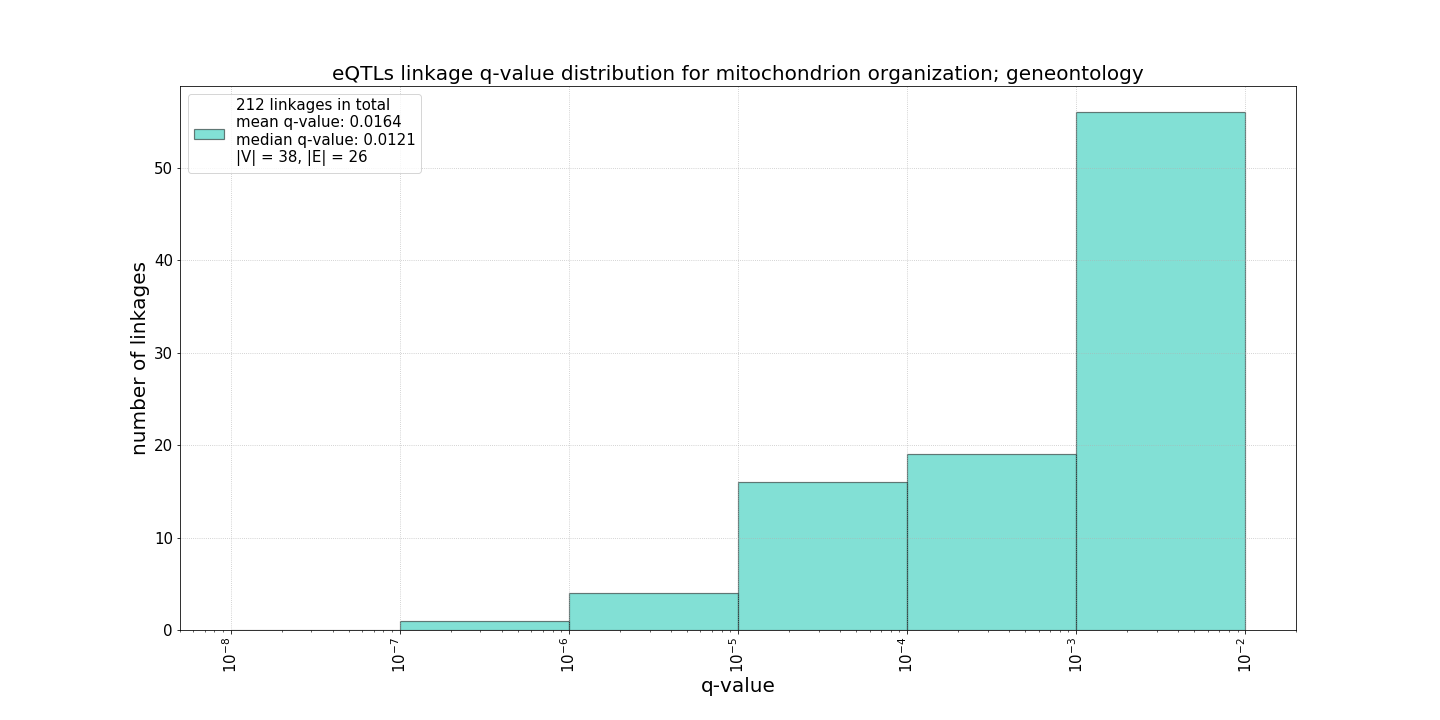 eQTLs linkage q-value distribution for mitochondrion organization; geneontology
212 linkages in total
mean q-value: 0.0164
median q-value: 0.0121
|V| = 38, |E| = 26
number of linkages
50
40
30
20
10
0
10⁻⁸
10⁻⁷
10⁻⁶
10⁻⁵
10⁻⁴
10⁻³
10⁻²
q-value